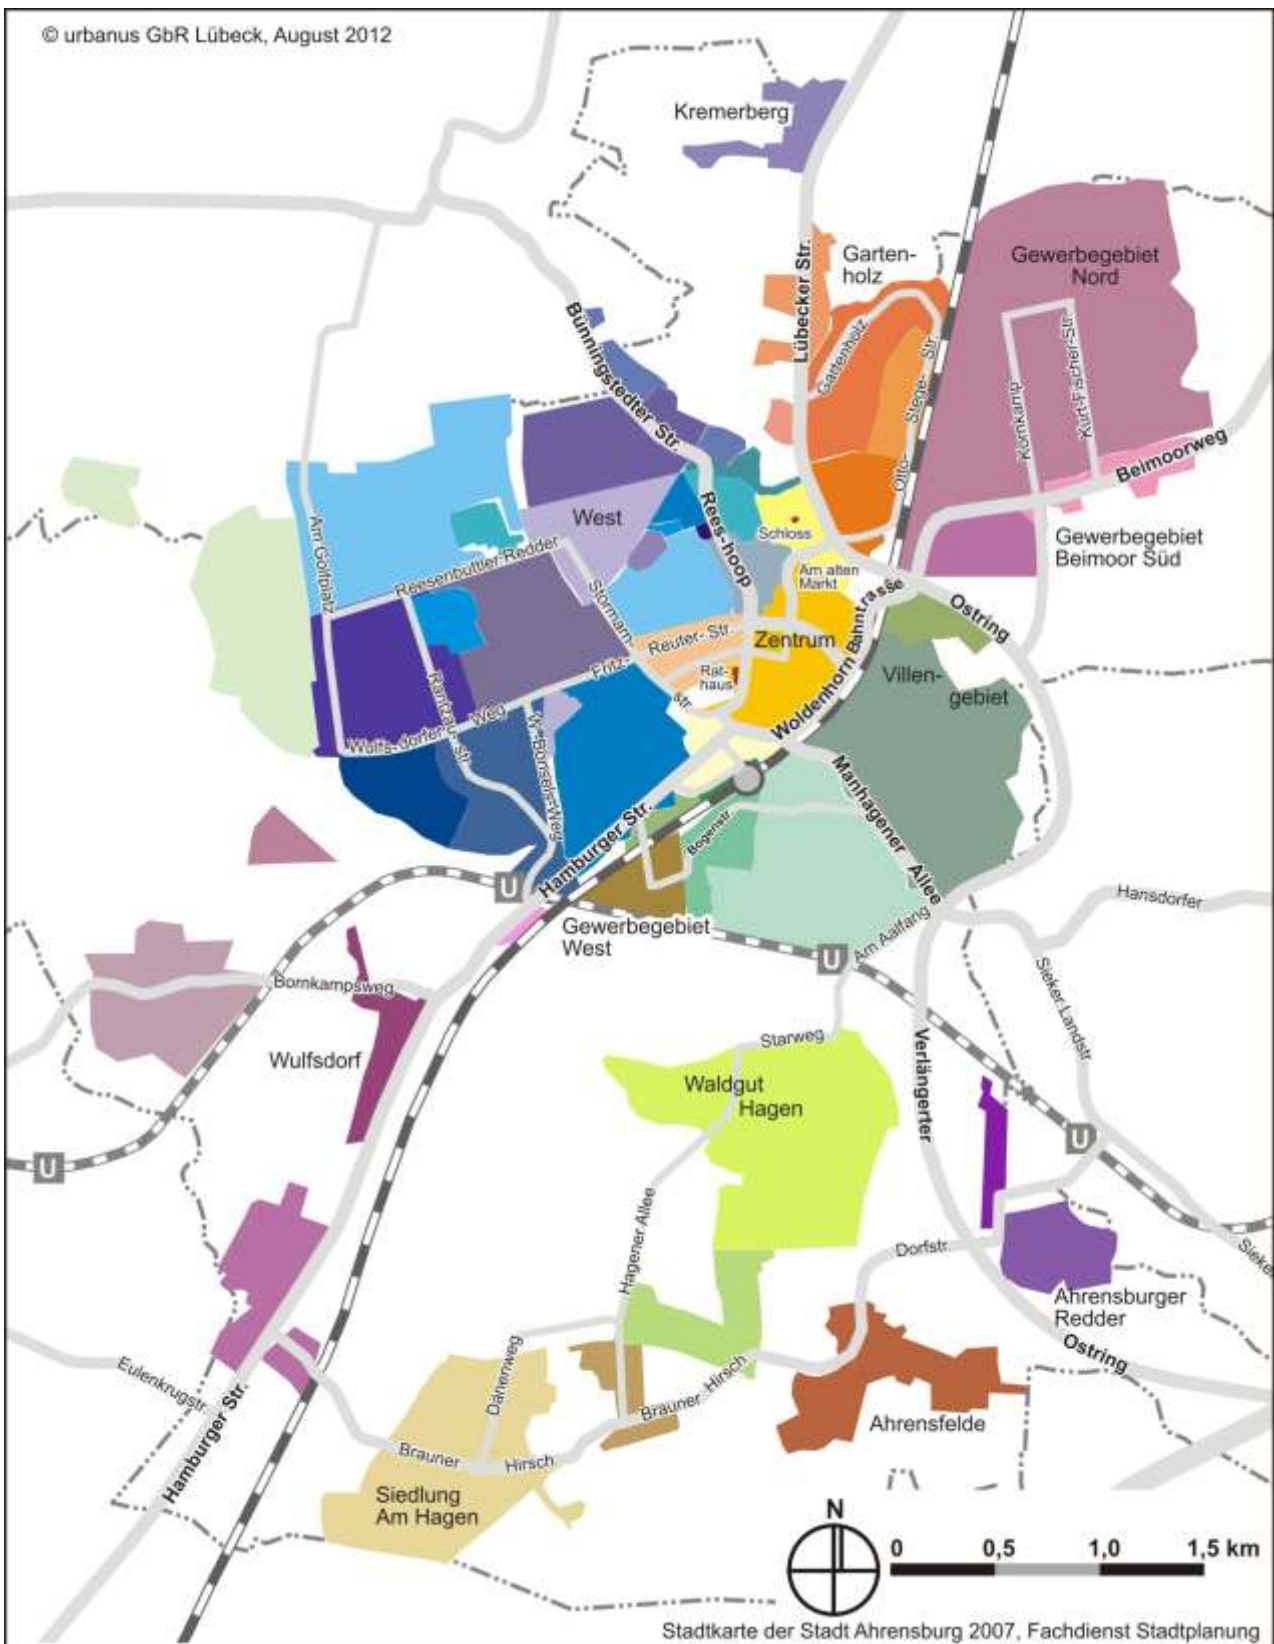 © urbanus GbR Lübeck, August 2012
Kremerberg
Garten-
holz
Gewerbegebiet
Nord
Lübecker Str.
Bünningstedter Str.
Gartenholz
Otto-
Stege-
Str.
Kornkamp
Kurt-Fischer-Str.
Beimoorweg
West
Rees-hoop
Schloss
Am Golfplatz
Reesenbüttler Redder
Gewerbegebiet
Beimoor Süd
Am alten
Markt
Stormarn-
str.
Ostring
Reuter- Str.
Fritz-
Zentrum
Woldenhorn
Bahntrasse
Rat-
haus
Villen-
gebiet
Rantzau-
str.
Wulfs-
dorfer
Weg
Manhagener
Allee
Hamburger Str.
Bogenstr.
U
Hansdorfer
Gewerbegebiet
West
Am Aalfang
U
Sieker Landstr.
Bornkampsweg
Wulfsdorf
Starweg
Waldgut
Hagen
Verlängerter
U
U
Hagener Allee
Dorfstr.
Sieker
Ahrensburger
Redder
Ostring
Dänenweg
Eulenkrugstr.
Hamburger Str.
Brauner
Hirsch
Brauner
Hirsch
Ahrensfelde
Siedlung
Am Hagen
N
0 0,5 1,0 1,5 km
Stadtkarte der Stadt Ahrensburg 2007, Fachdienst Stadtplanung